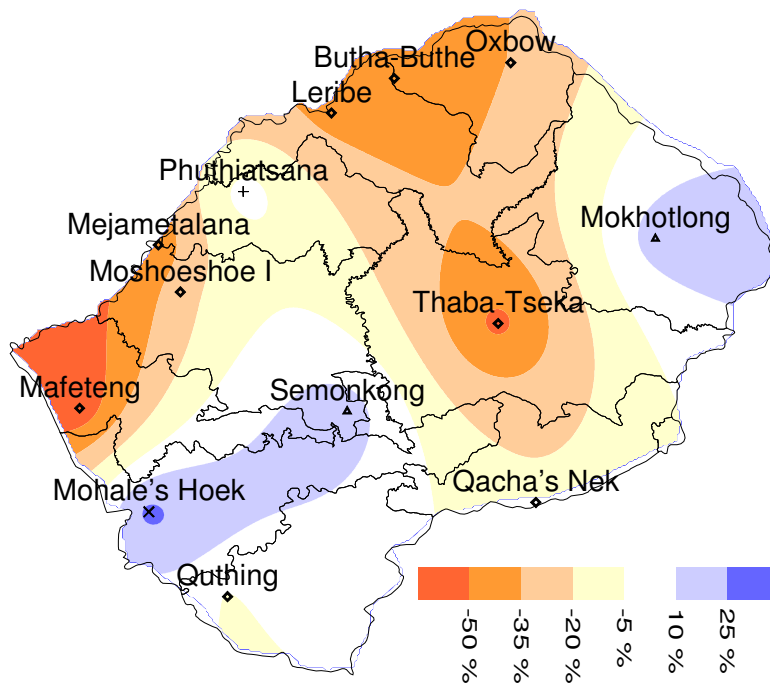 Oxbow
Butha-Buthe
Leribe
Phuthiatsana
Mokhotlong
Mejametalana
Moshoeshoe I
Thaba-Tseka
Mafeteng
Semonkong
Mohale's Hoek
Qacha's Nek
Quthing
-50 %
-35 %
-20 %
-5 %
10 %
25 %